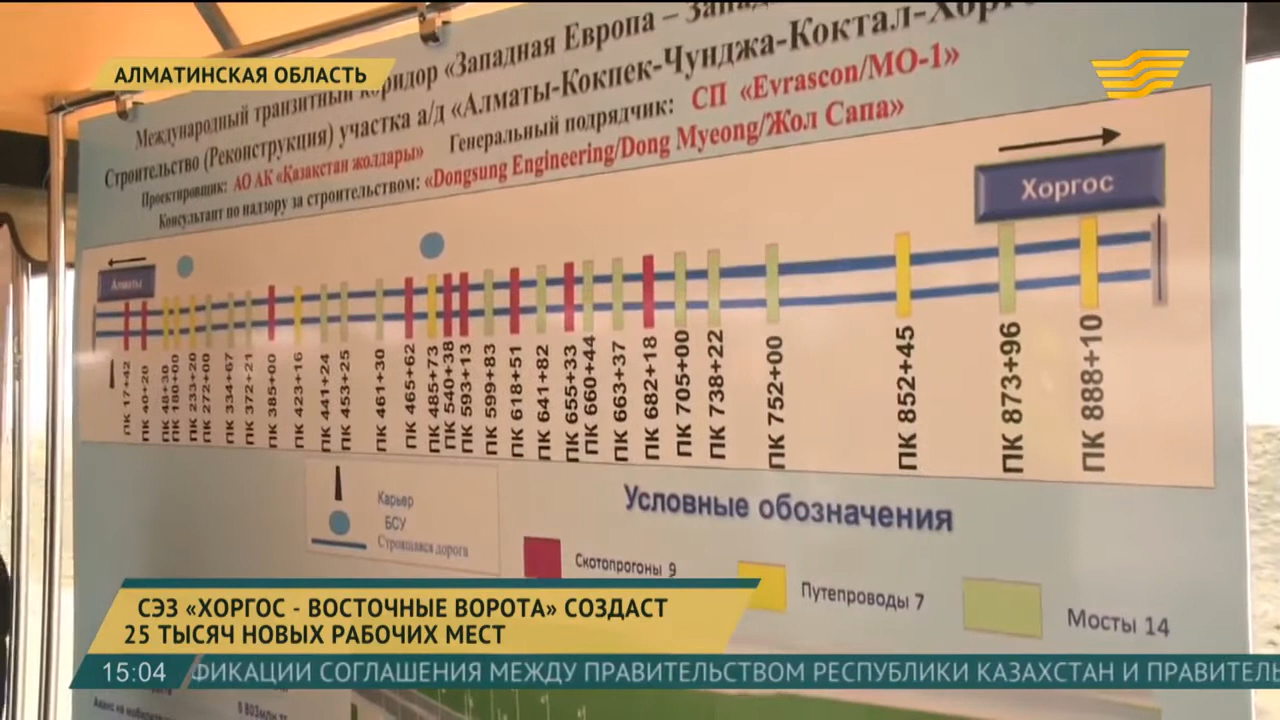 АЛМАТИНСКАЯ ОБЛАСТЬ
Международный транзитный коридор «Западная Европа –
Строительство (Реконструкция) участка а/д «Алматы-Кокпек-Чунджа-Коктал-Хоргос
Проектировщик: АО АК «Қазақстан жолдары» Генеральный подрядчик: СП «Evrascon/МО-1»
Консультант по надзору за строительством: «Dongsung Engineering/Dong Myeong/Жол Сапа»
Алматы
Хоргос
ПК 17+42
ПК 40+20
ПК 48+30
ПК 180+00
ПК 233+20
ПК 272+00
ПК 334+67
ПК 372+21
ПК 385+00
ПК 423+16
ПК 441+24
ПК 453+25
ПК 461+30
ПК 465+62
ПК 485+73
ПК 540+38
ПК 593+13
ПК 599+83
ПК 618+51
ПК 641+82
ПК 655+33
ПК 660+44
ПК 663+37
ПК 682+18
ПК 705+00
ПК 738+22
ПК 752+00
ПК 852+45
ПК 873+96
ПК 888+10
Карьер
БСУ
Строящаяся дорога
Условные обозначения
Скотопрогоны 9
Путепроводы 7
Мосты 14
СЭЗ «ХОРГОС - ВОСТОЧНЫЕ ВОРОТА» СОЗДАСТ
25 ТЫСЯЧ НОВЫХ РАБОЧИХ МЕСТ
15:04 ФИКАЦИИ СОГЛАШЕНИЯ МЕЖДУ ПРАВИТЕЛЬСТВОМ РЕСПУБЛИКИ КАЗАХСТАН И ПРАВИТЕЛЬ